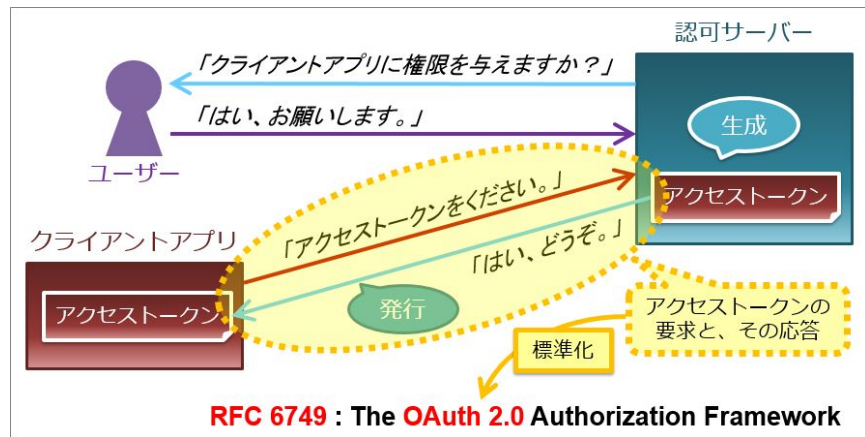 認可サーバー
「クライアントアプリに権限を与えますか？」
「はい、お願いします。」
生成
ユーザー
アクセストークン
「アクセストークンをください。」
クライアントアプリ
「はい、どうぞ。」
アクセストークン
発行
アクセストークンの
要求と、その応答
標準化
RFC 6749 : The OAuth 2.0 Authorization Framework